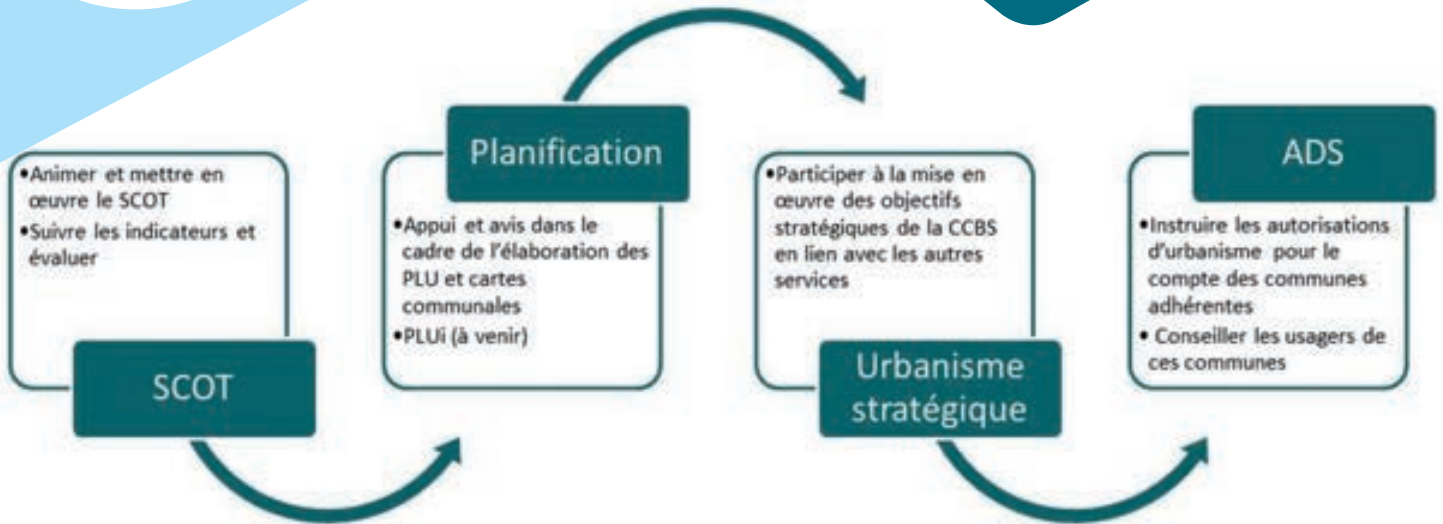 •Animer et mettre en
œuvre le SCOT
•Suivre les indicateurs et
évaluer
SCOT
Planification
•Appui et avis dans le
cadre de l'élaboration des
PLU et cartes
communales
•PLUi (à venir)
•Participer à la mise en
œuvre des objectifs
stratégiques de la CCBS
en lien avec les autres
services
Urbanisme
stratégique
ADS
•Instruire les autorisations
d'urbanisme pour le
compte des communes
adhérentes
• Conseiller les usagers de
ces communes